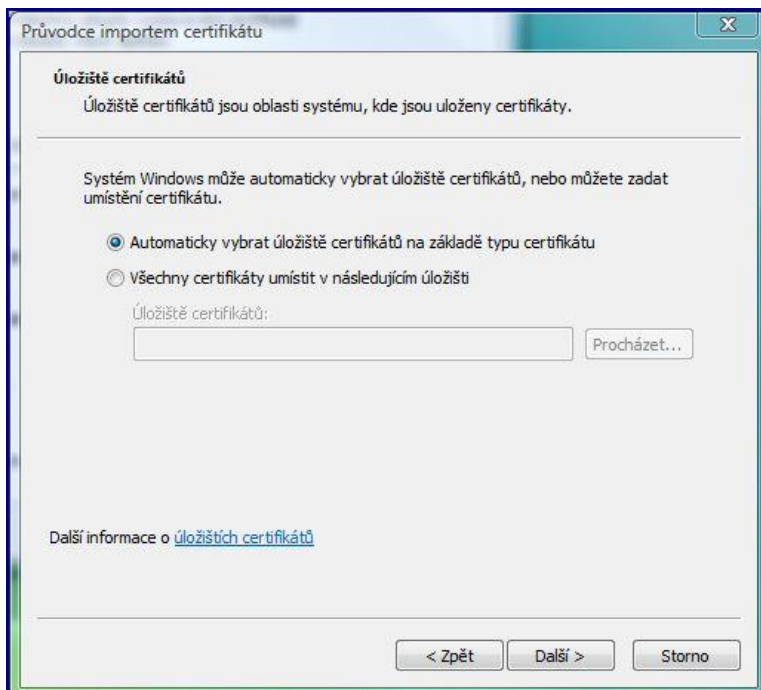 Průvodce importem certifikátu
Úložiště certifikátů
Úložiště certifikátů jsou oblasti systému, kde jsou uloženy certifikáty.
Systém Windows může automaticky vybrat úložiště certifikátů, nebo můžete zadat
umístění certifikátu.
Automaticky vybrat úložiště certifikátů na základě typu certifikátu
Všechny certifikáty umístit v následujícím úložišti
Úložiště certifikátů:
Procházet...
Další informace o úložištích certifikátů
< Zpět
Další >
Storno